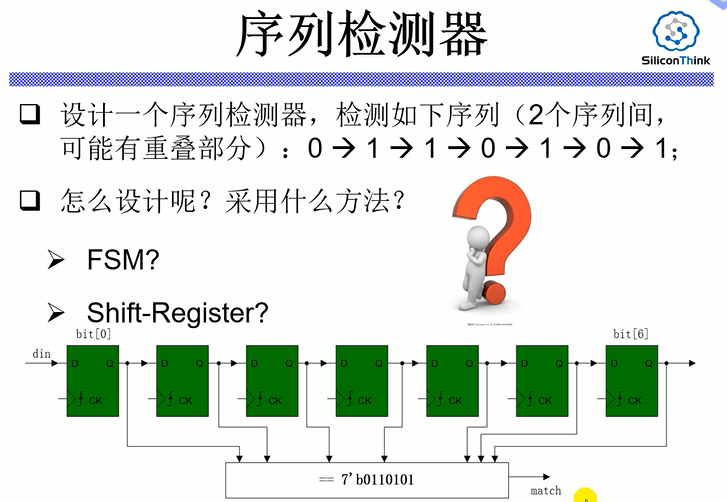 序列检测器
SiliconThink
设计一个序列检测器，检测如下序列（2个序列间，
可能有重叠部分）：0 → 1 → 1 → 0 → 1 → 0 → 1；
怎么设计呢？采用什么方法？
FSM?
Shift-Register?
bit[0] bit[6]
din
D Q D Q D Q D Q D Q D Q D Q
CK CK CK CK CK CK CK
== 7'b0110101
match